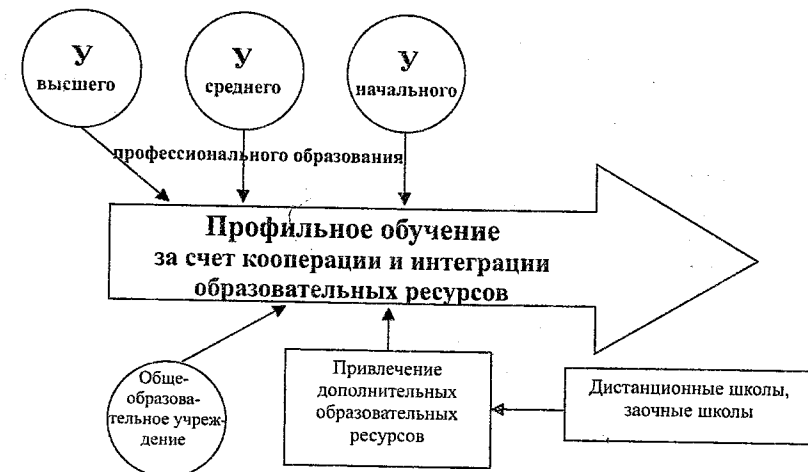 У
высшего
У
среднего
У
начального
профессионального образования
Профильное обучение
за счет кооперации и интеграции
образовательных ресурсов
Обще-
образова-
тельное учреж-
дение
Привлечение
дополнительных
образовательных
ресурсов
Дистанционные школы,
заочные школы